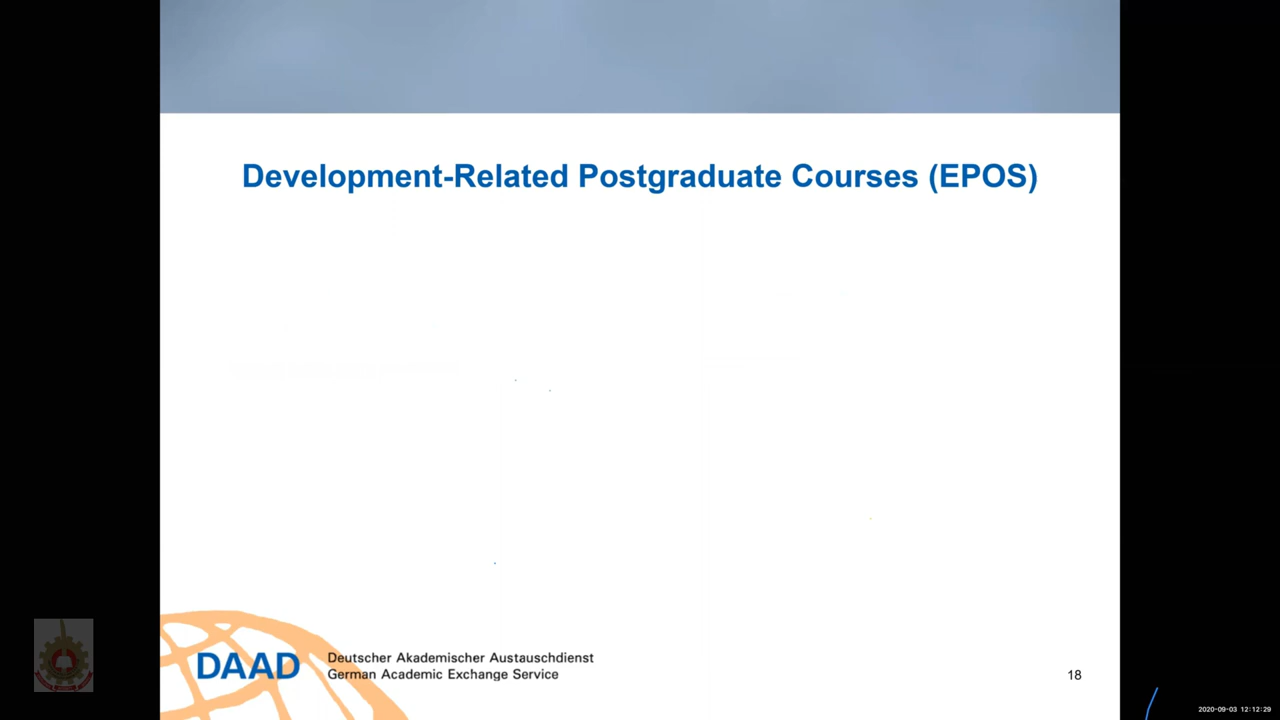 Development-Related Postgraduate Courses (EPOS)
DAAD
Deutscher Akademischer Austauschdienst
German Academic Exchange Service
18
2020-09-03 12:12:29